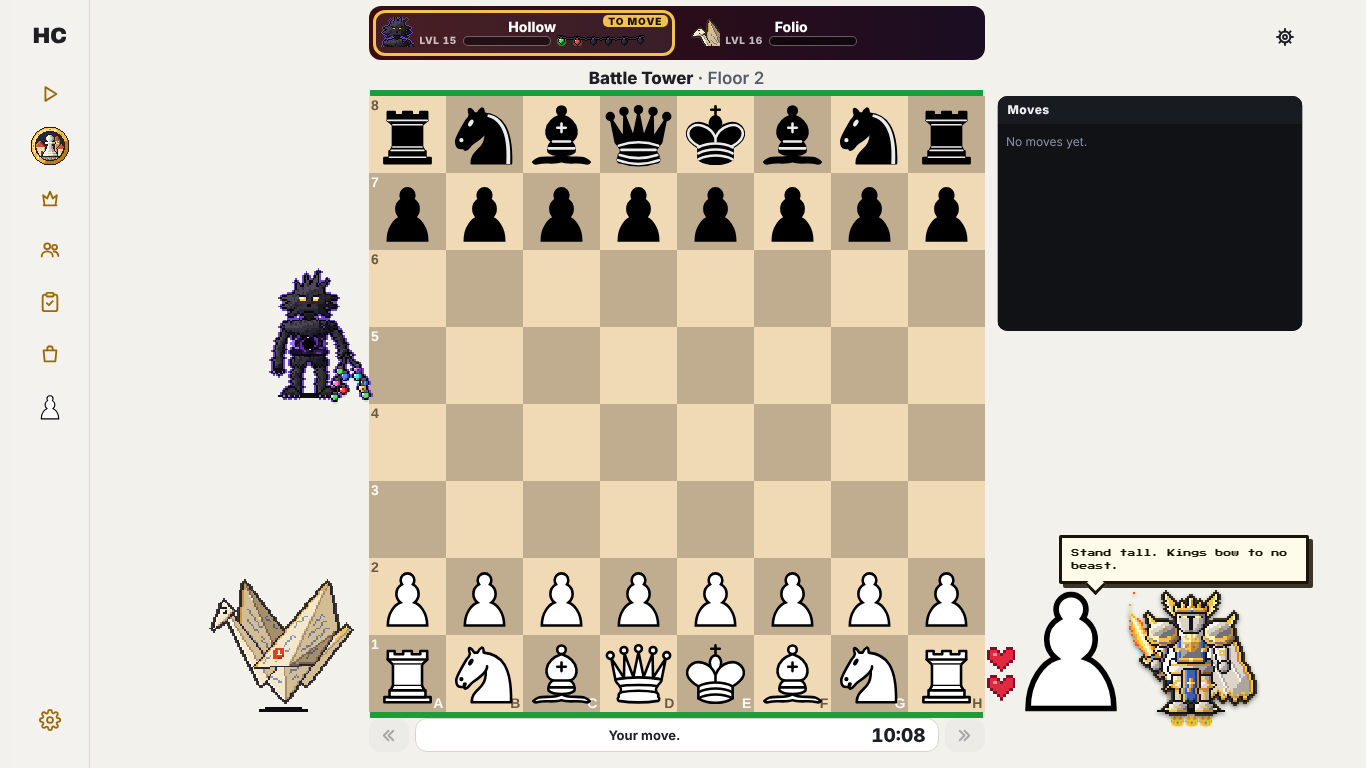 HC
Hollow
TO MOVE
LVL 15
Folio
LVL 16
Battle Tower · Floor 2
Moves
No moves yet.
8
7
6
5
4
3
2
1
A B C D E F G H
Stand tall. Kings bow to no
beast.
Your move.
10:08